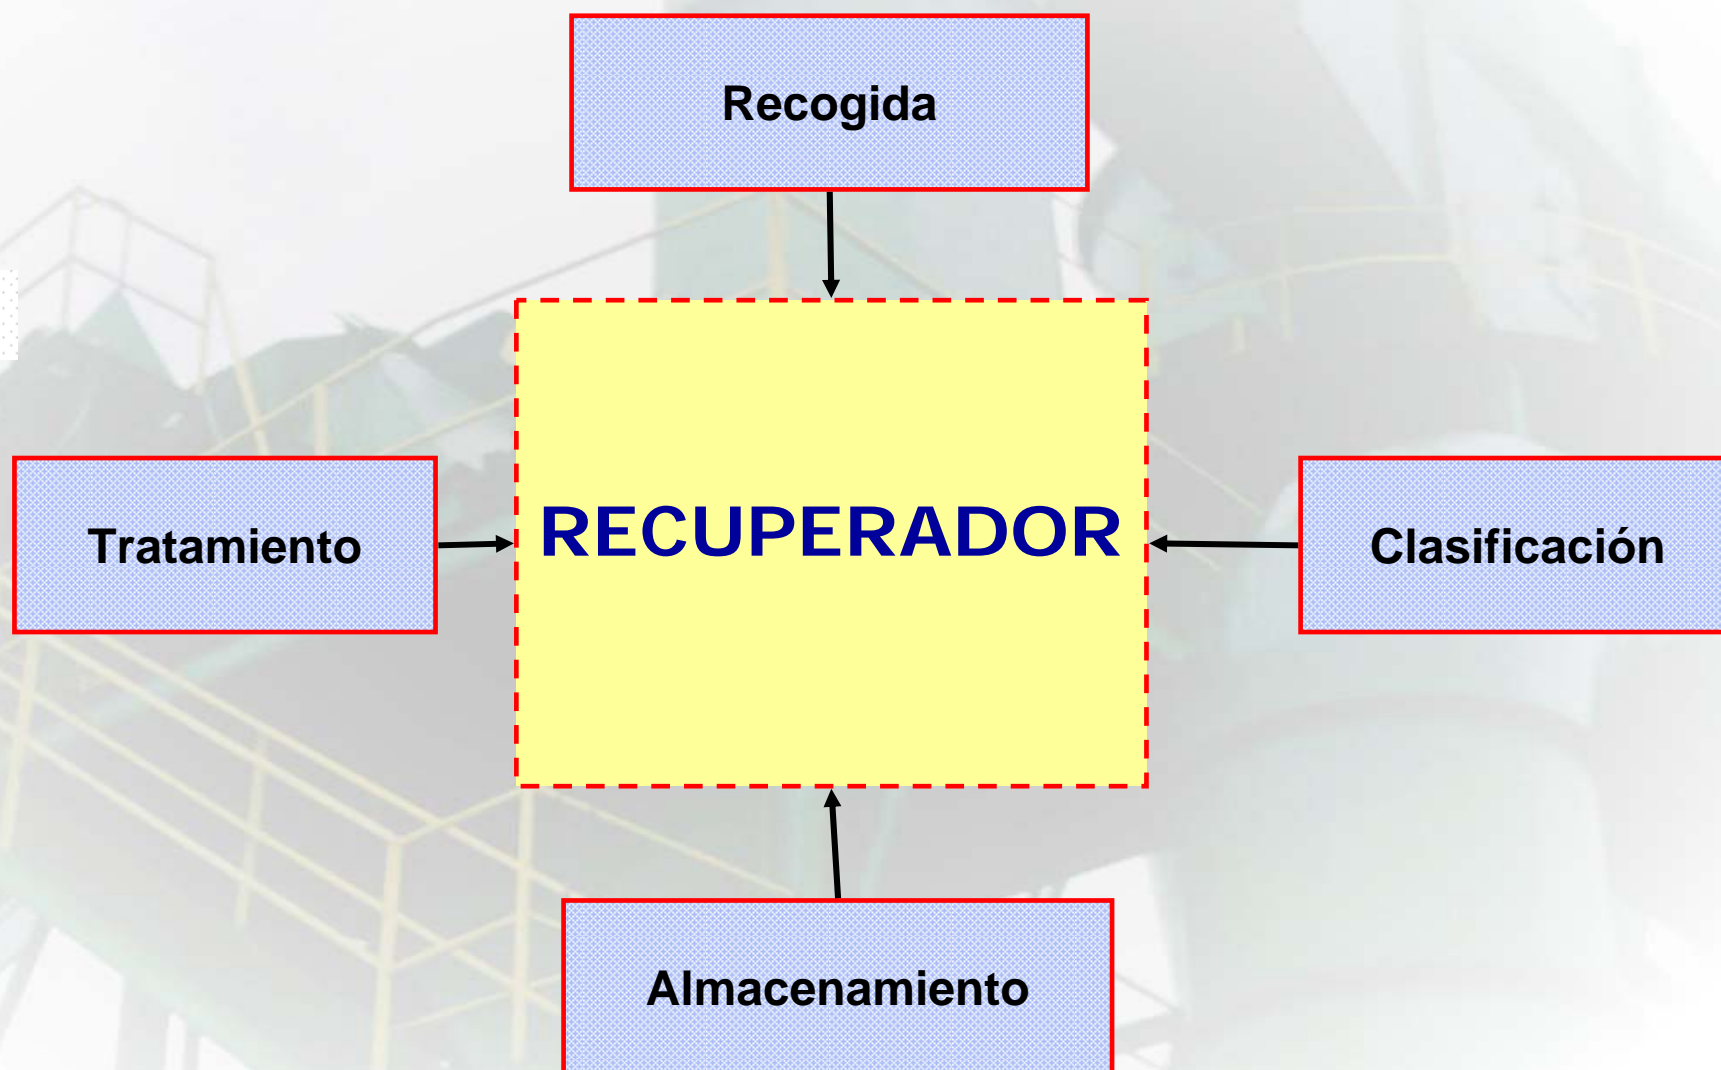 Recogida
Tratamiento
RECUPERADOR
Clasificación
Almacenamiento